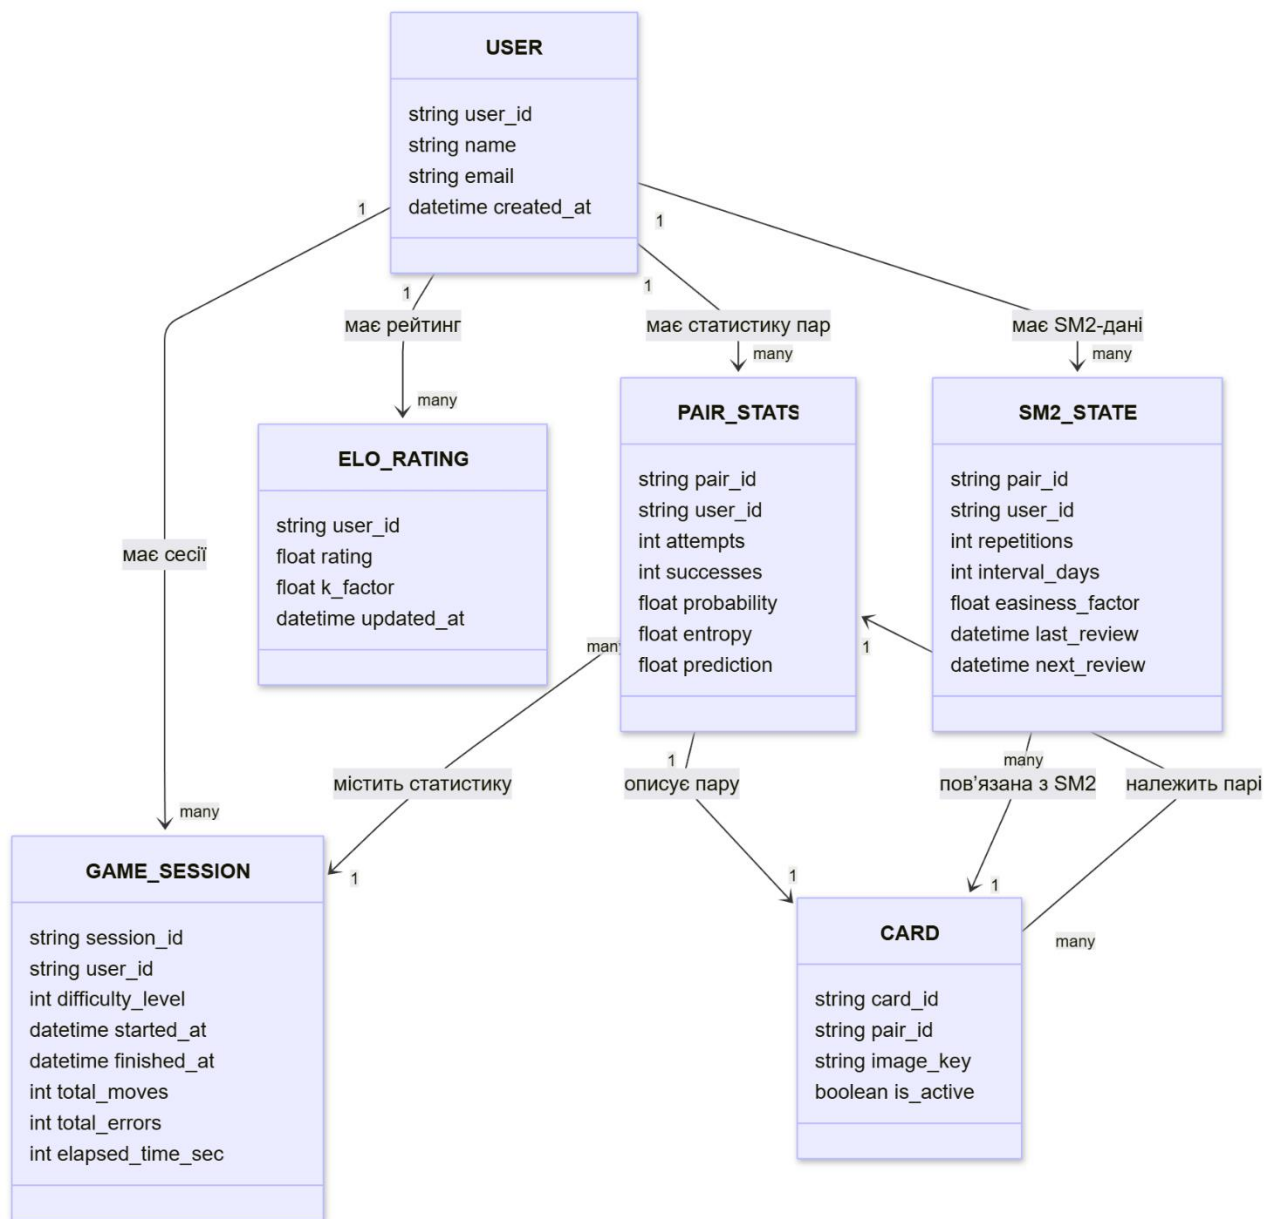 USER
string user_id
string name
string email
datetime created_at
1
1
1
1
має рейтинг
має статистику пар
має SM2-дані
many
many
many
ELO_RATING
string user_id
float rating
float k_factor
datetime updated_at
PAIR_STATS
string pair_id
string user_id
int attempts
int successes
float probability
float entropy
float prediction
SM2_STATE
string pair_id
string user_id
int repetitions
int interval_days
float easiness_factor
datetime last_review
datetime next_review
має сесії
many
1
many
1
many
містить статистику
описує пару
пов’язана з SM2
належить парі
1
1
1
many
GAME_SESSION
string session_id
string user_id
int difficulty_level
datetime started_at
datetime finished_at
int total_moves
int total_errors
int elapsed_time_sec
CARD
string card_id
string pair_id
string image_key
boolean is_active
many